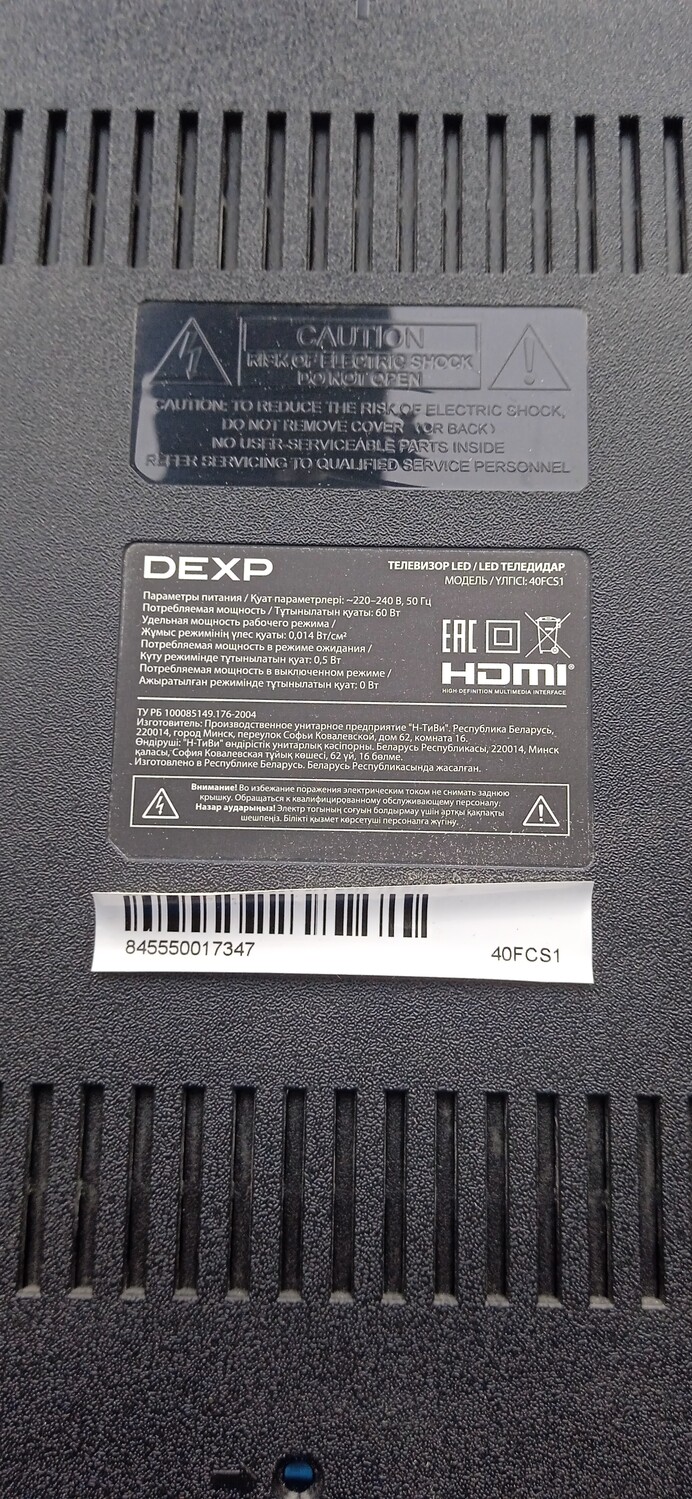 CAUTION
RISK OF ELECTRIC SHOCK
DO NOT OPEN
CAUTION: TO REDUCE THE RISK OF ELECTRIC SHOCK,
DO NOT REMOVE COVER (OR BACK)
NO USER-SERVICEABLE PARTS INSIDE
REFER SERVICING TO QUALIFIED SERVICE PERSONNEL
DEXP
ТЕЛЕВИЗОР LED / LED ТЕЛЕДИДАР
МОДЕЛЬ / ҮЛГІСІ: 40FCS1
Параметры питания / Қуат параметрлері: ~220–240 В, 50 Гц
Потребляемая мощность / Тұтынылатын қуаты: 60 Вт
Удельная мощность рабочего режима /
Жұмыс режимінің үлес қуаты: 0,014 Вт/см²
Потребляемая мощность в режиме ожидания /
Күту режимінде тұтынылатын қуат: 0,5 Вт
Потребляемая мощность в выключенном режиме /
Ажыратылған режимінде тұтынылатын қуат: 0 Вт
EAC
HDMI®
HIGH DEFINITION MULTIMEDIA INTERFACE
ТУ РБ 100085149.176-2004
Изготовитель: Производственное унитарное предприятие "Н-ТиВи". Республика Беларусь,
220014, город Минск, переулок Софьи Ковалевской, дом 62, комната 16.
Өндіруші: "Н-ТиВи" өндірістік унитарлық кәсіпорны. Беларусь Республикасы, 220014, Минск
қаласы, София Ковалевская тұйық көшесі, 62 үй, 16 бөлме.
Изготовлено в Республике Беларусь. Беларусь Республикасында жасалған.
Внимание! Во избежание поражения электрическим током не снимать заднюю
крышку. Обращаться к квалифицированному обслуживающему персоналу.
Назар аударыңыз! Электр тогының соғуын болдырмау үшін артқы қақпақты
шешпеңіз. Білікті қызмет көрсетуші персоналға жүгіну.
845550017347
40FCS1